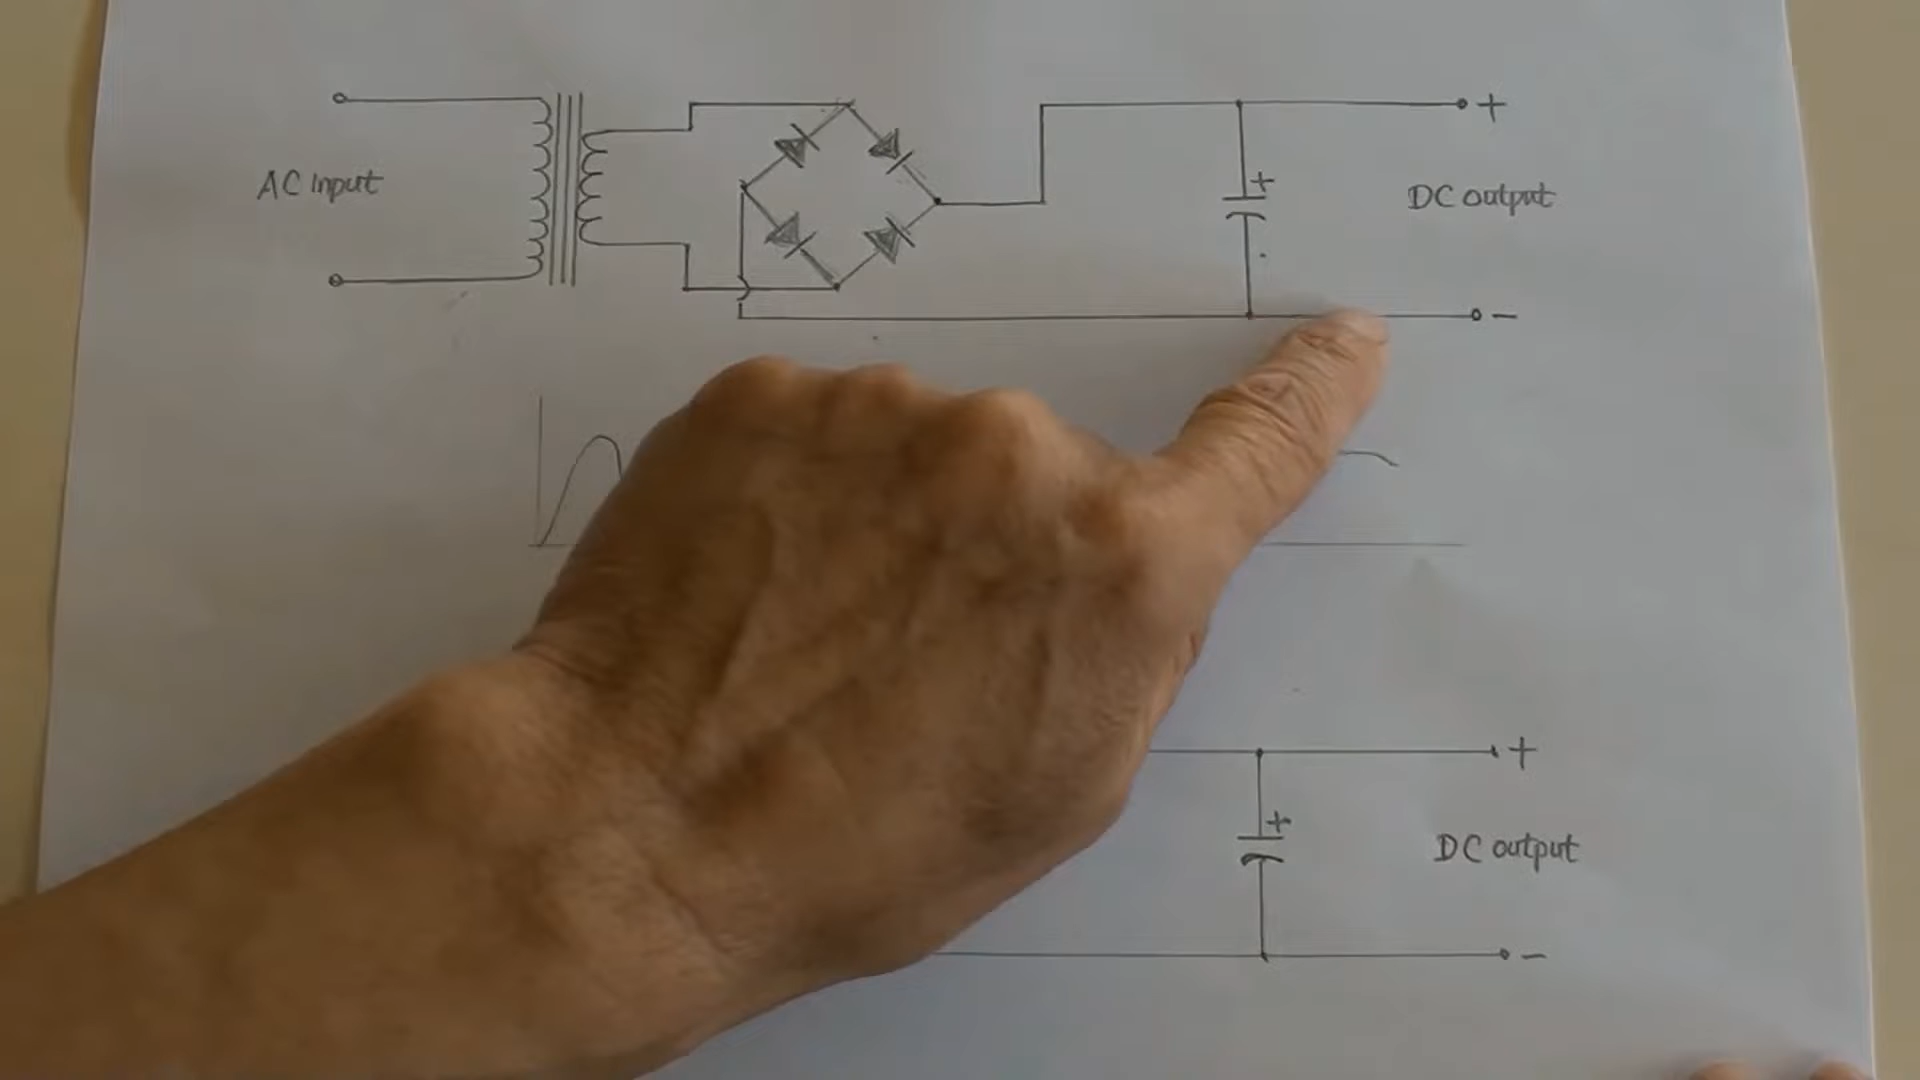 +
AC Input
+
DC output
-
+
+
DC output
-